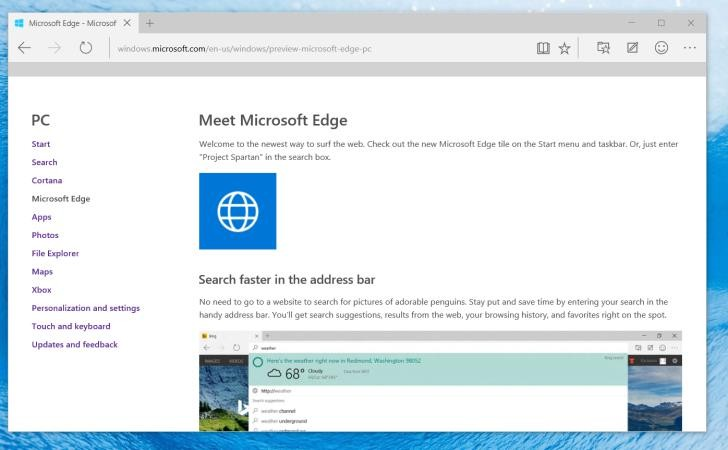 Microsoft Edge - Microsof
windows.microsoft.com/en-us/windows/preview-microsoft-edge-pc
PC
Start
Search
Cortana
Microsoft Edge
Apps
Photos
File Explorer
Maps
Xbox
Personalization and settings
Touch and keyboard
Updates and feedback
Meet Microsoft Edge
Welcome to the newest way to surf the web. Check out the new Microsoft Edge tile on the Start menu and taskbar. Or, just enter
"Project Spartan" in the search box.
Search faster in the address bar
No need to go to a website to search for pictures of adorable penguins. Stay put and save time by entering your search in the
handy address bar. You'll get search suggestions, results from the web, your browsing history, and favorites right on the spot.
Bing
weather
IMAGES VIDEOS
Here's the weather right now in Redmond, Washington 98052
68° Cloudy
http://weather
Search suggestions
weather channel
weather underground